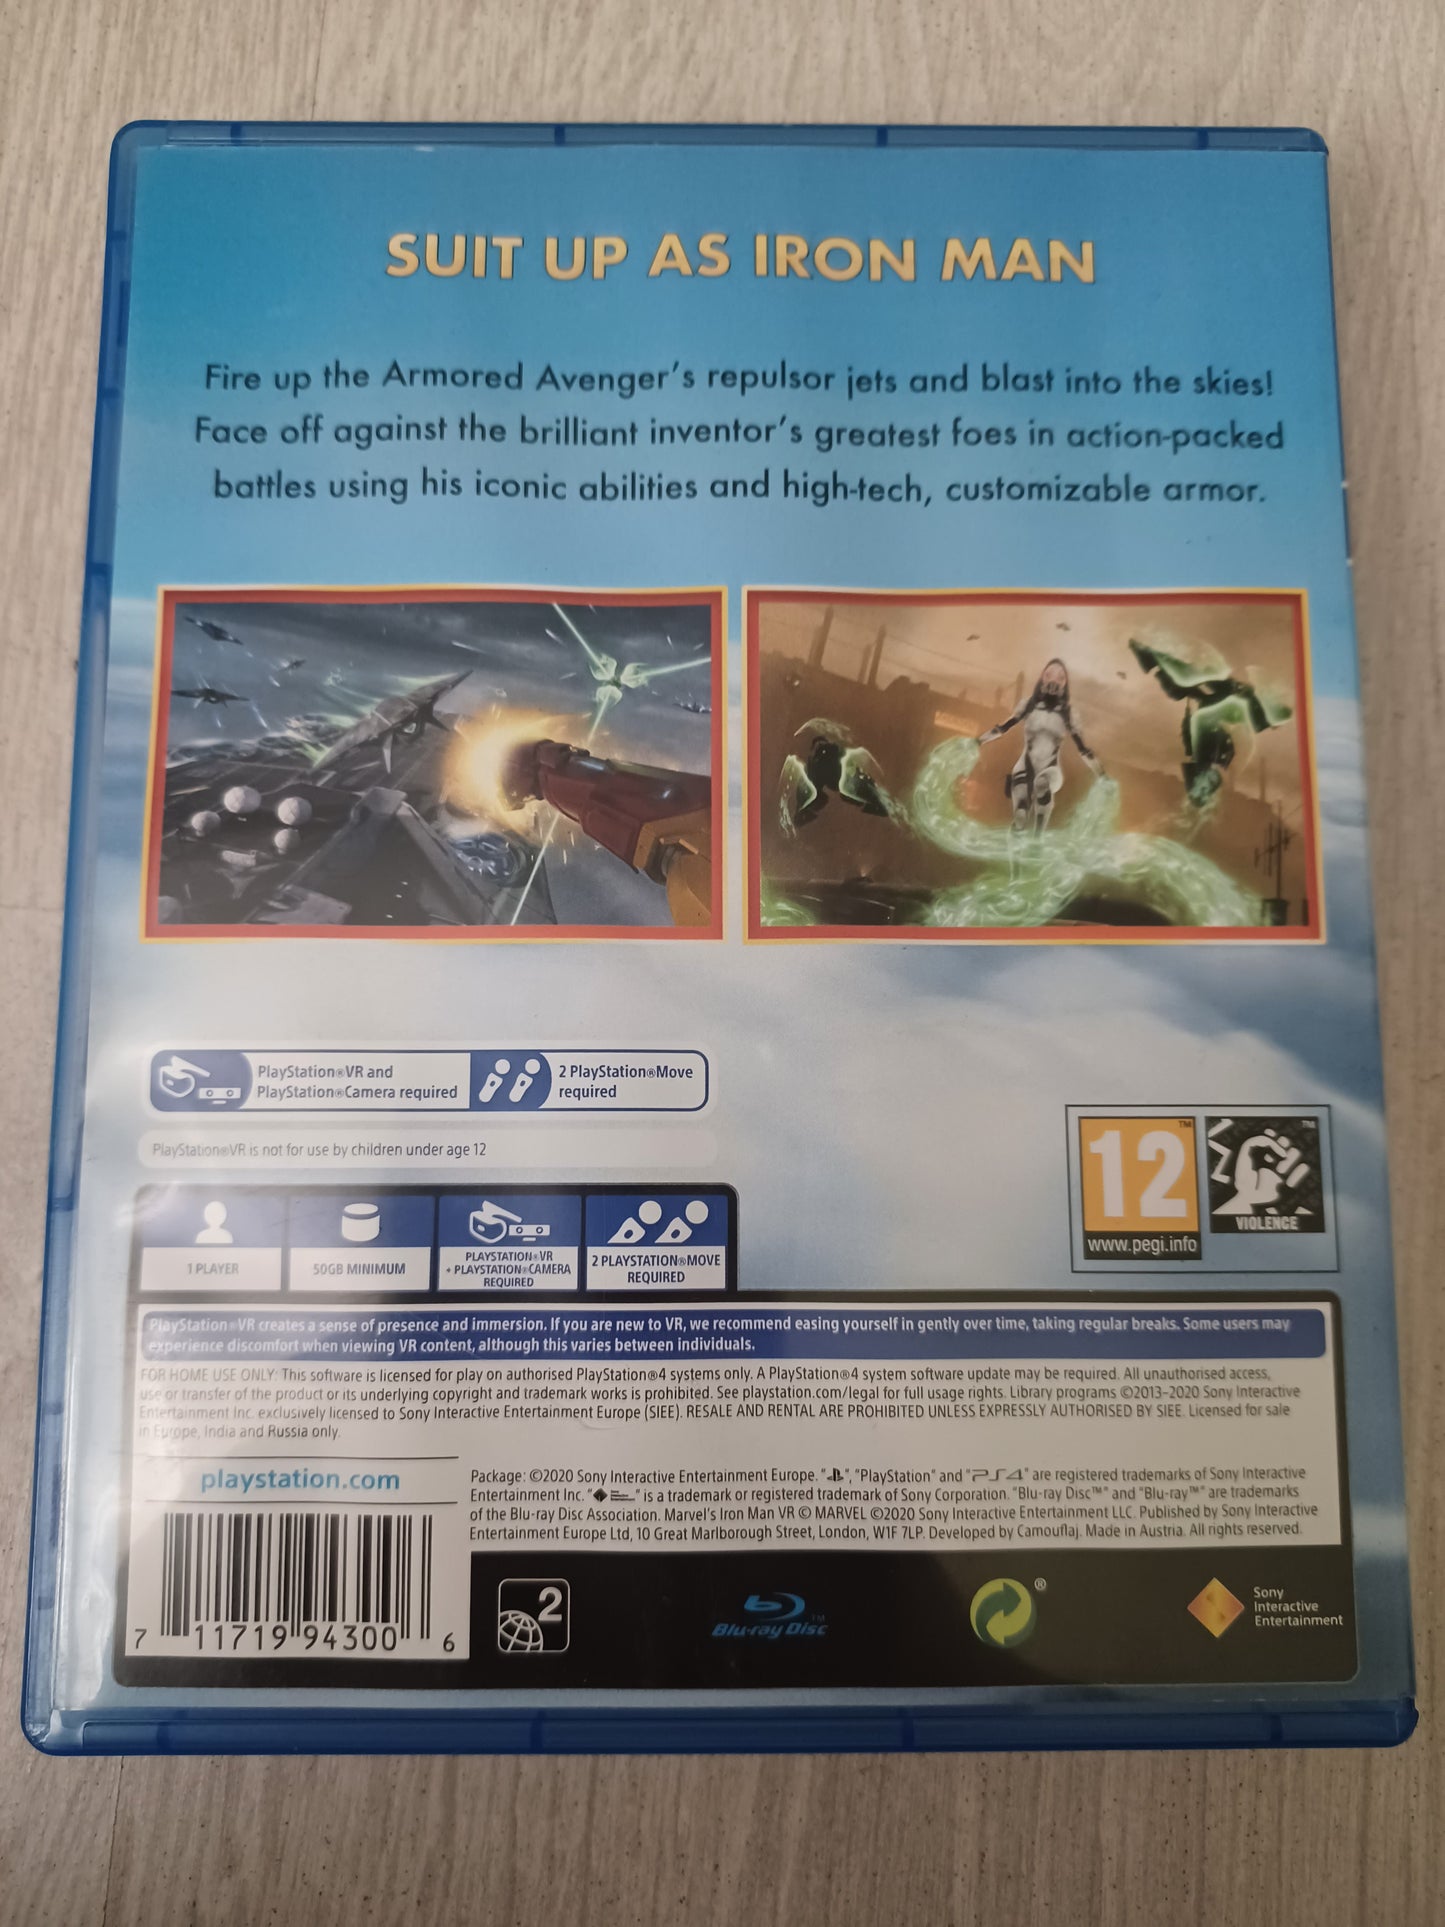 SUIT UP AS IRON MAN
Fire up the Armored Avenger's repulsor jets and blast into the skies!
Face off against the brilliant inventor's greatest foes in action-packed
battles using his iconic abilities and high-tech, customizable armor.
PlayStation®VR and
PlayStation®Camera required
2 PlayStation®Move
required
PlayStation®VR is not for use by children under age 12
12™
www.pegi.info
™
VIOLENCE
1 PLAYER
50GB MINIMUM
PLAYSTATION®VR
+ PLAYSTATION®CAMERA
REQUIRED
2 PLAYSTATION®MOVE
REQUIRED
PlayStation®VR creates a sense of presence and immersion. If you are new to VR, we recommend easing yourself in gently over time, taking regular breaks. Some users may
experience discomfort when viewing VR content, although this varies between individuals.
FOR HOME USE ONLY: This software is licensed for play on authorised PlayStation®4 systems only. A PlayStation®4 system software update may be required. All unauthorised access,
use or transfer of the product or its underlying copyright and trademark works is prohibited. See playstation.com/legal for full usage rights. Library programs ©2013-2020 Sony Interactive
Entertainment Inc. exclusively licensed to Sony Interactive Entertainment Europe (SIEE). RESALE AND RENTAL ARE PROHIBITED UNLESS EXPRESSLY AUTHORISED BY SIEE. Licensed for sale
in Europe, India and Russia only.
playstation.com
Package: ©2020 Sony Interactive Entertainment Europe. "", "PlayStation" and "PS4" are registered trademarks of Sony Interactive
Entertainment Inc. "" is a trademark or registered trademark of Sony Corporation. "Blu-ray Disc™" and "Blu-ray™" are trademarks
of the Blu-ray Disc Association. Marvel's Iron Man VR © MARVEL ©2020 Sony Interactive Entertainment LLC. Published by Sony Interactive
Entertainment Europe Ltd, 10 Great Marlborough Street, London, W1F 7LP. Developed by Camouflaj. Made in Austria. All rights reserved.
7 11719 94300 6
2
Blu-ray Disc™
®
Sony
Interactive
Entertainment